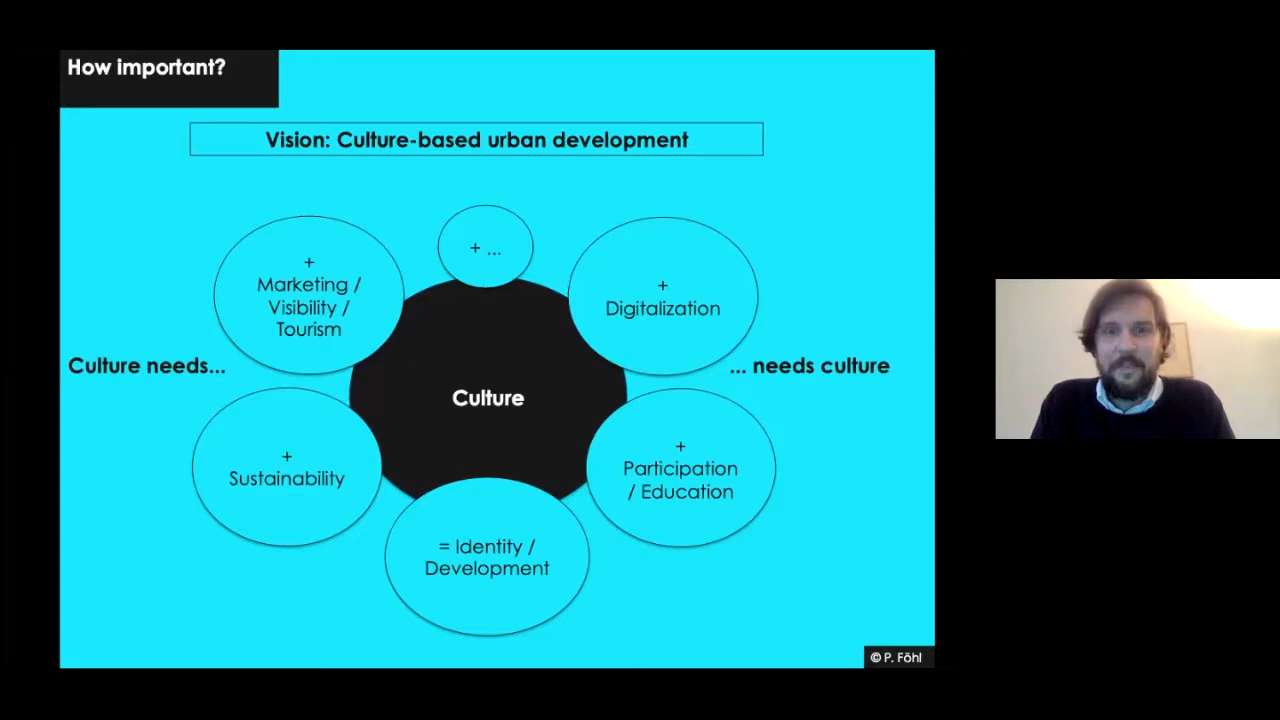 How important?
Vision: Culture-based urban development
+ ...
+
Marketing /
Visibility /
Tourism
+
Digitalization
Culture needs...
... needs culture
Culture
+
Sustainability
+
Participation
/ Education
= Identity /
Development
© P. Föhl